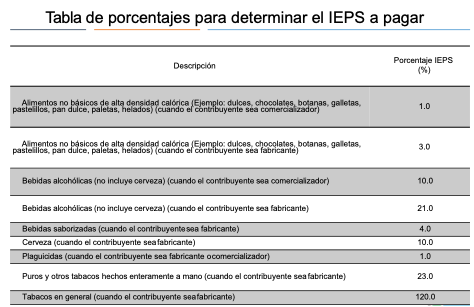 Tabla de porcentajes para determinar el IEPS a pagar
Descripción
Porcentaje IEPS
(%)
Alimentos no básicos de alta densidad calórica (Ejemplo: dulces, chocolates, botanas, galletas,
pastelillos, pan dulce, paletas, helados) (cuando el contribuyente sea comercializador)
1.0
Alimentos no básicos de alta densidad calórica (Ejemplo: dulces, chocolates, botanas, galletas,
pastelillos, pan dulce, paletas, helados) (cuando el contribuyente sea fabricante)
3.0
Bebidas alcohólicas (no incluye cerveza) (cuando el contribuyente sea comercializador)
10.0
Bebidas alcohólicas (no incluye cerveza) (cuando el contribuyente sea fabricante)
21.0
Bebidas saborizadas (cuando el contribuyente sea fabricante)
4.0
Cerveza (cuando el contribuyente sea fabricante)
10.0
Plaguicidas (cuando el contribuyente sea fabricante o comercializador)
1.0
Puros y otros tabacos hechos enteramente a mano (cuando el contribuyente sea fabricante)
23.0
Tabacos en general (cuando el contribuyente sea fabricante)
120.0